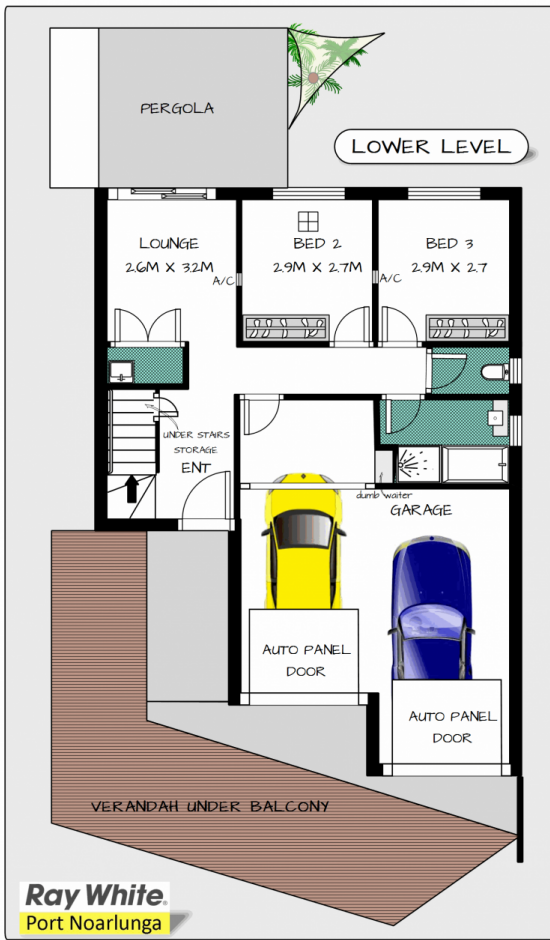 PERGOLA
LOWER LEVEL
LOUNGE
2.6M X 3.2M
A/C
BED 2
2.9M X 2.7M
A/C
BED 3
2.9M X 2.7
UNDER STAIRS
STORAGE
ENT
dumb waiter
GARAGE
AUTO PANEL
DOOR
AUTO PANEL
DOOR
VERANDAH UNDER BALCONY
Ray White.
Port Noarlunga